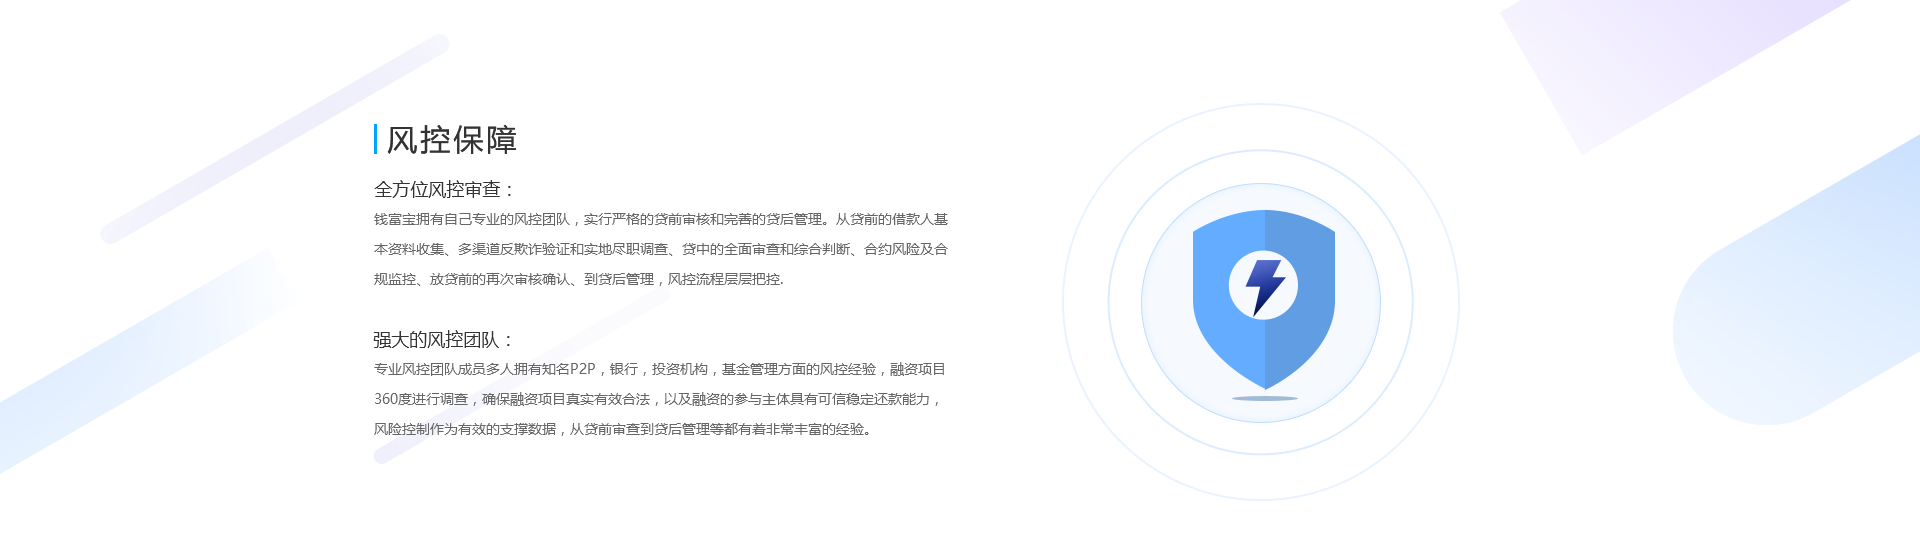 风控保障
全方位风控审查：
钱富宝拥有自己专业的风控团队，实行严格的贷前审核和完善的贷后管理。从贷前的借款人基
本资料收集、多渠道反欺诈验证和实地尽职调查、贷中的全面审查和综合判断、合约风险及合
规监控、放贷前的再次审核确认、到贷后管理，风控流程层层把控.
强大的风控团队：
专业风控团队成员多人拥有知名P2P，银行，投资机构，基金管理方面的风控经验，融资项目
360度进行调查，确保融资项目真实有效合法，以及融资的参与主体具有可信稳定还款能力，
风险控制作为有效的支撑数据，从贷前审查到贷后管理等都有着非常丰富的经验。